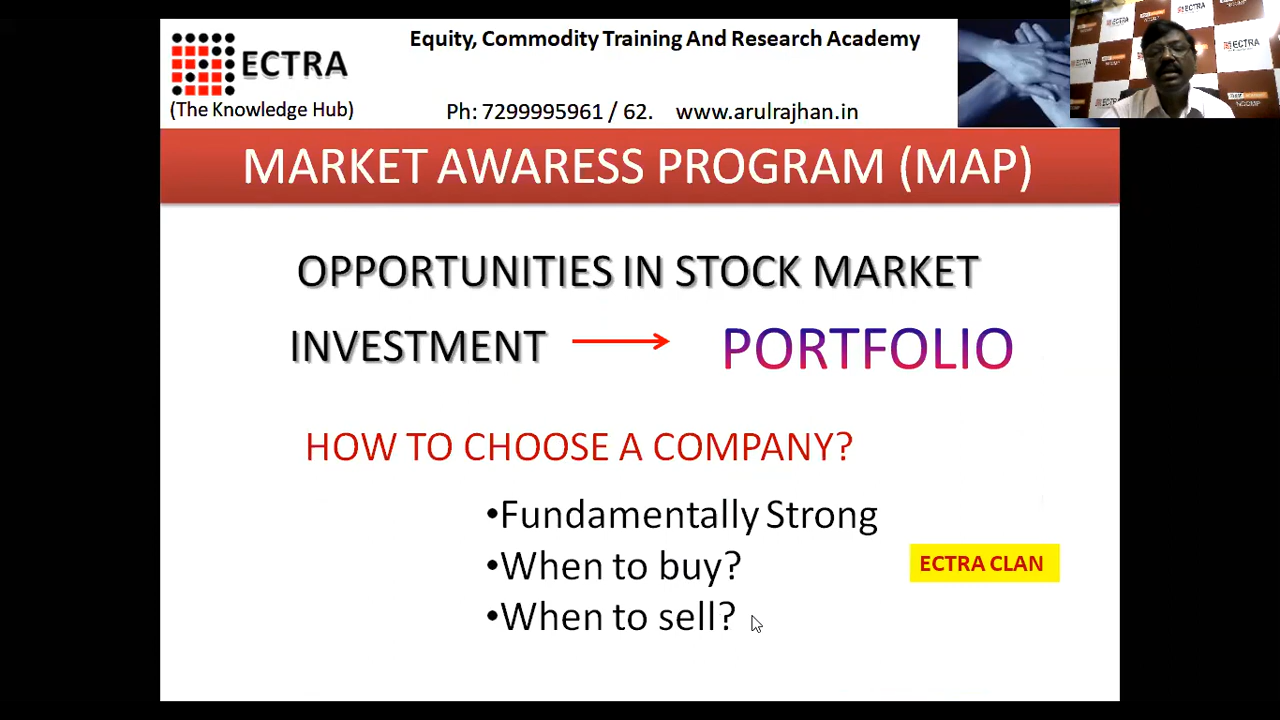 Equity, Commodity Training And Research Academy
ECTRA
(The Knowledge Hub)
Ph: 7299995961 / 62. www.arulrajhan.in
MARKET AWARESS PROGRAM (MAP)
OPPORTUNITIES IN STOCK MARKET
INVESTMENT PORTFOLIO
HOW TO CHOOSE A COMPANY?
•Fundamentally Strong
•When to buy?
ECTRA CLAN
•When to sell?
ECTRA
ECTRA